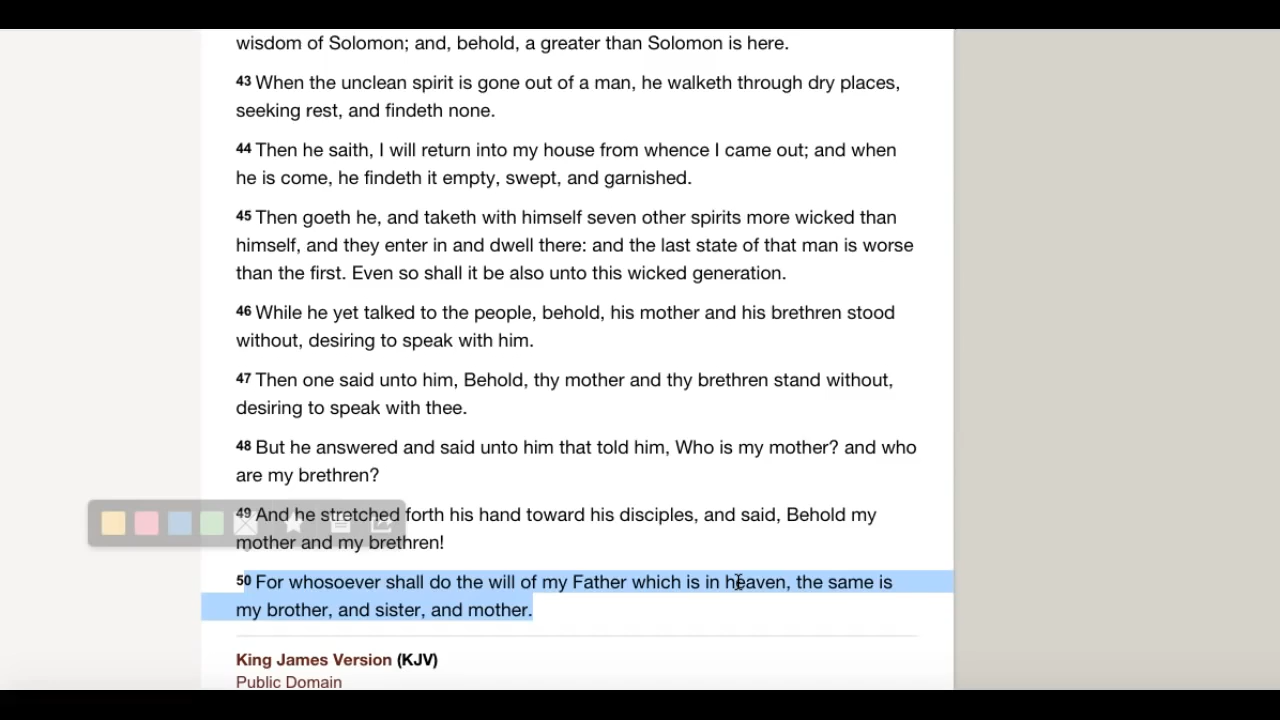 wisdom of Solomon; and, behold, a greater than Solomon is here.
43 When the unclean spirit is gone out of a man, he walketh through dry places,
seeking rest, and findeth none.
44 Then he saith, I will return into my house from whence I came out; and when
he is come, he findeth it empty, swept, and garnished.
45 Then goeth he, and taketh with himself seven other spirits more wicked than
himself, and they enter in and dwell there: and the last state of that man is worse
than the first. Even so shall it be also unto this wicked generation.
46 While he yet talked to the people, behold, his mother and his brethren stood
without, desiring to speak with him.
47 Then one said unto him, Behold, thy mother and thy brethren stand without,
desiring to speak with thee.
48 But he answered and said unto him that told him, Who is my mother? and who
are my brethren?
49 And he stretched forth his hand toward his disciples, and said, Behold my
mother and my brethren!
50 For whosoever shall do the will of my Father which is in heaven, the same is
my brother, and sister, and mother.
King James Version (KJV)
Public Domain